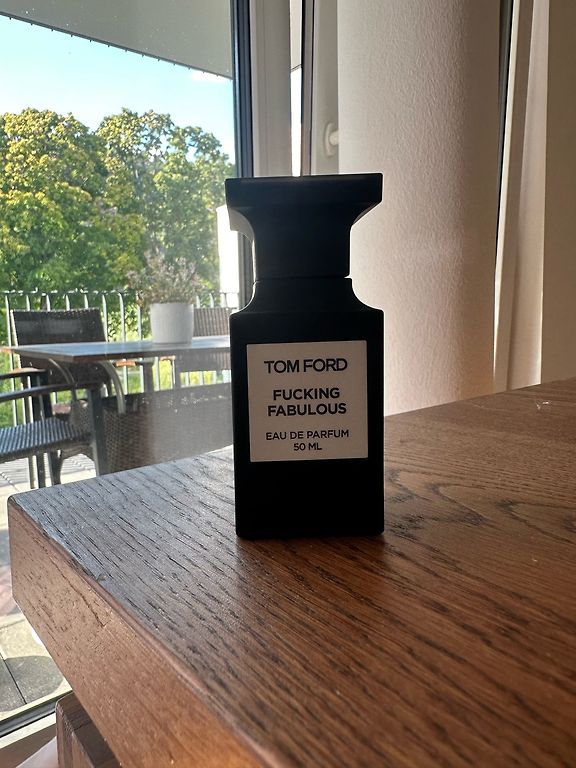 TOM FORD
FUCKING
FABULOUS
EAU DE PARFUM
50 ML